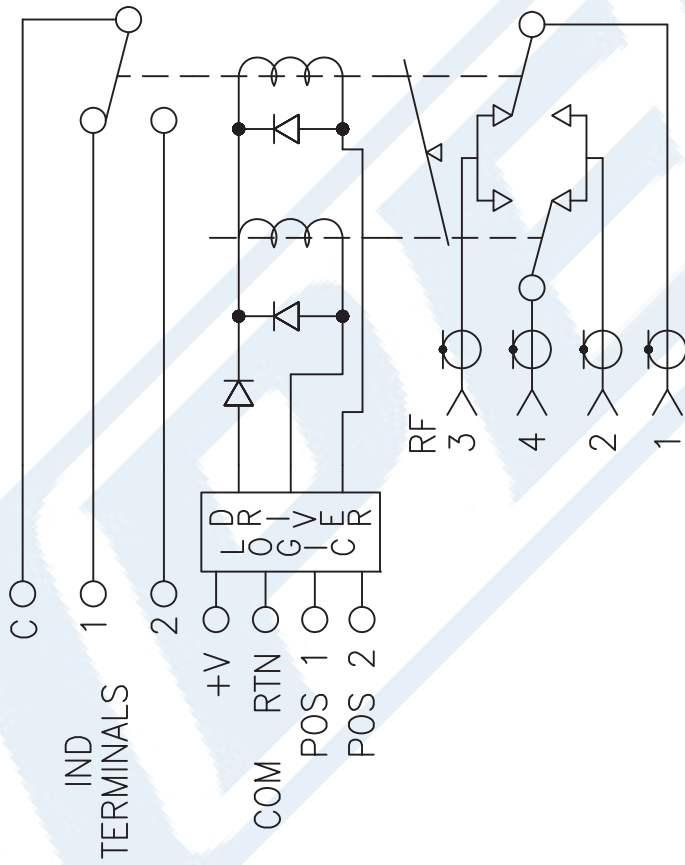 C
1
2
IND
TERMINALS
+V
COM RTN
POS 1
POS 2
LOGIC
DRIVER
RF
3
4
2
1